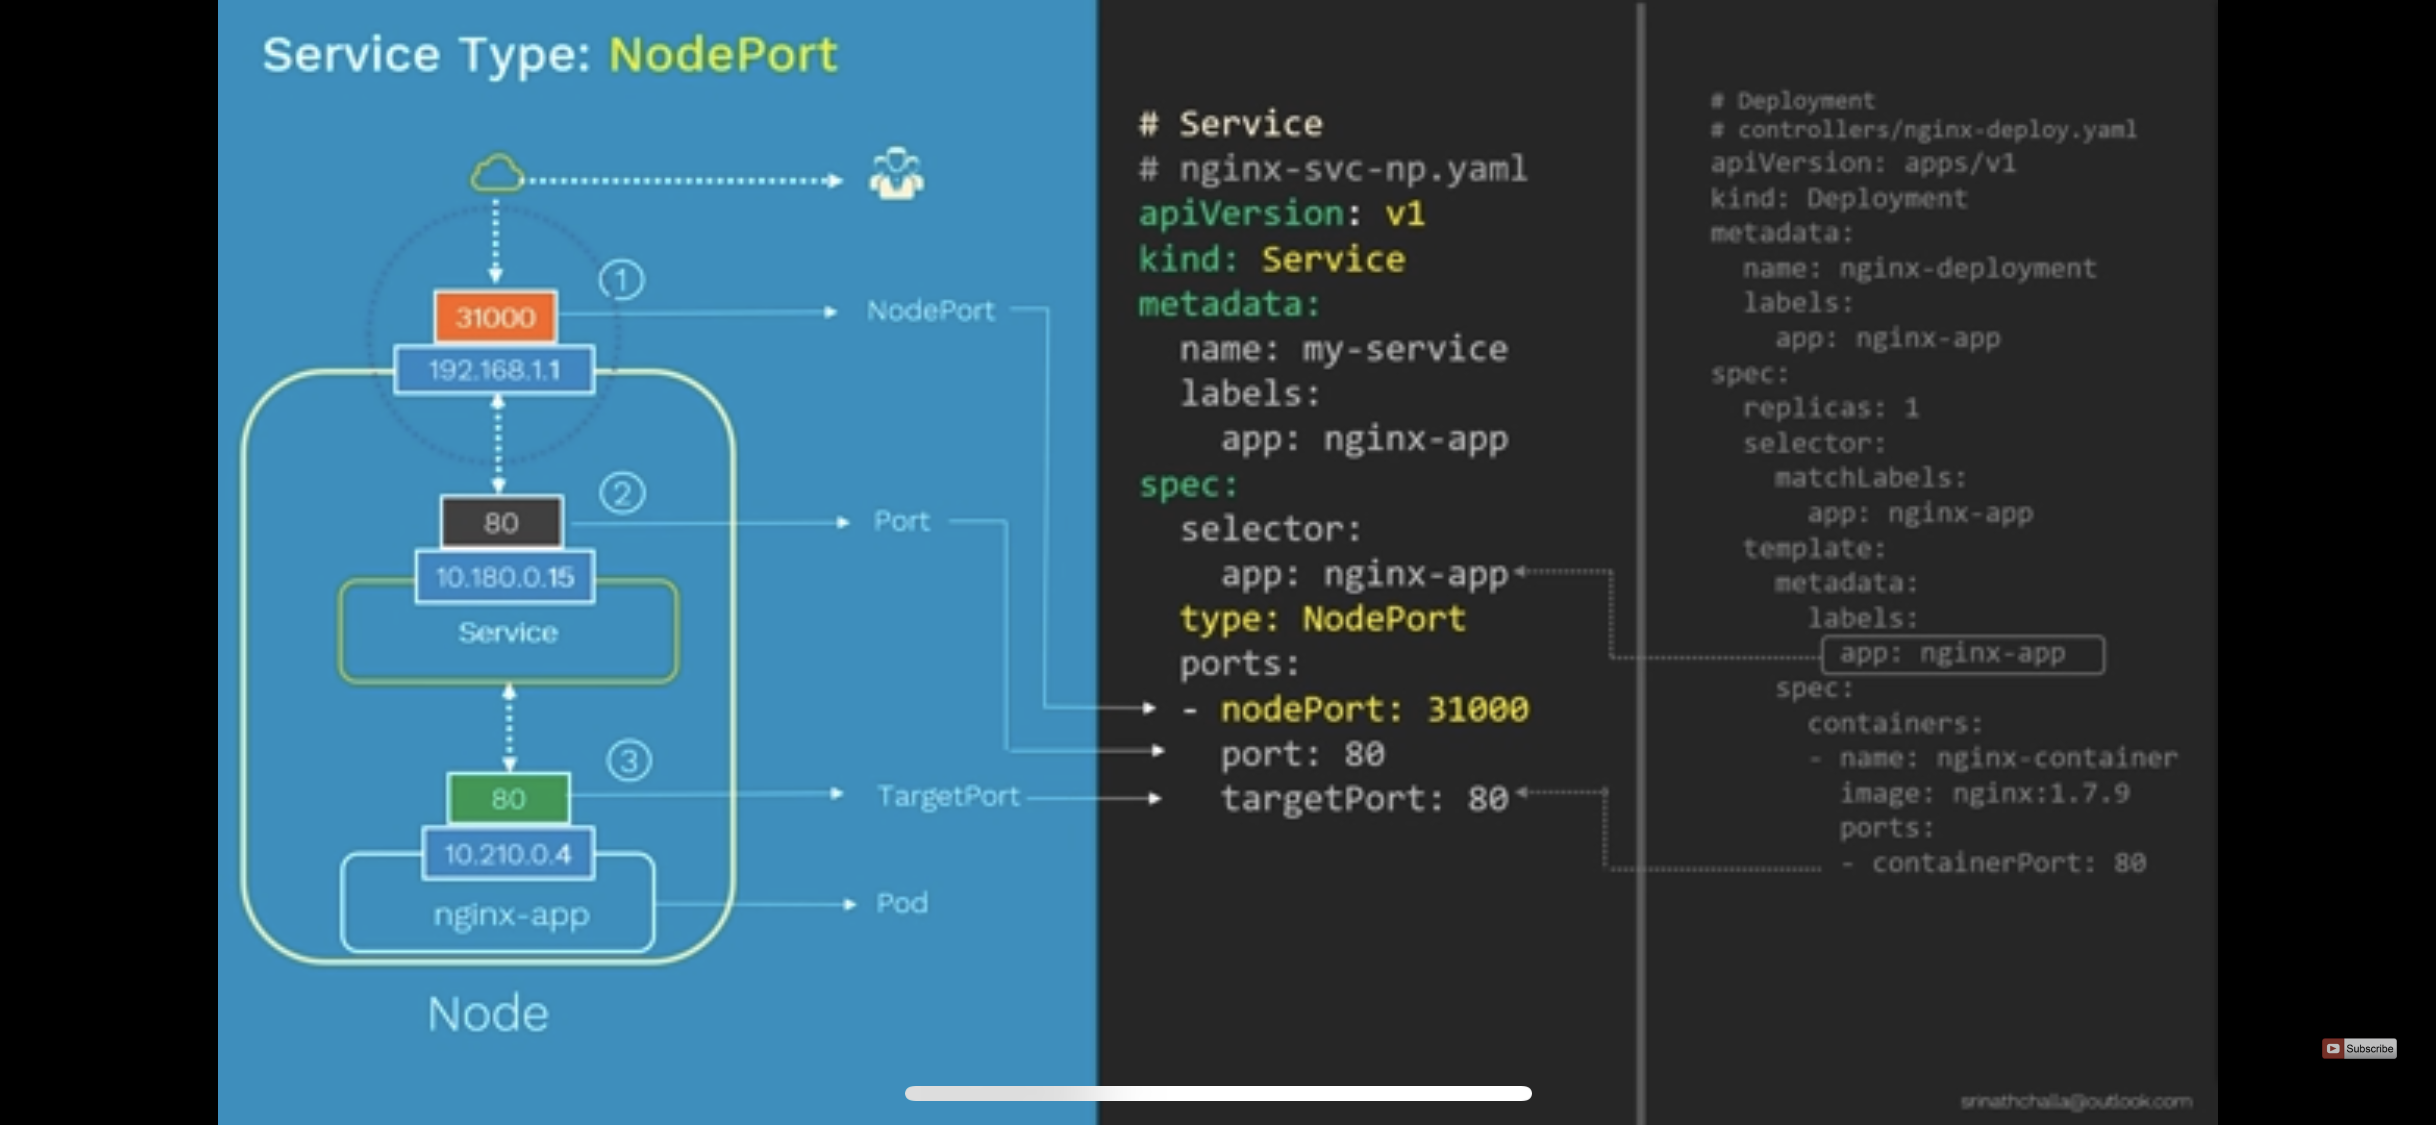 Service Type: NodePort
1
31000
NodePort
192.168.1.1
2
80
Port
10.180.0.15
Service
3
80
TargetPort
10.210.0.4
nginx-app
Pod
Node
# Service
# nginx-svc-np.yaml
apiVersion: v1
kind: Service
metadata:
  name: my-service
  labels:
    app: nginx-app
spec:
  selector:
    app: nginx-app
  type: NodePort
  ports:
  - nodePort: 31000
    port: 80
    targetPort: 80
# Deployment
# controllers/nginx-deploy.yaml
apiVersion: apps/v1
kind: Deployment
metadata:
  name: nginx-deployment
  labels:
    app: nginx-app
spec:
  replicas: 1
  selector:
    matchLabels:
      app: nginx-app
  template:
    metadata:
      labels:
        app: nginx-app
    spec:
      containers:
      - name: nginx-container
        image: nginx:1.7.9
        ports:
        - containerPort: 80
Subscribe
srinathchalla@outlook.com